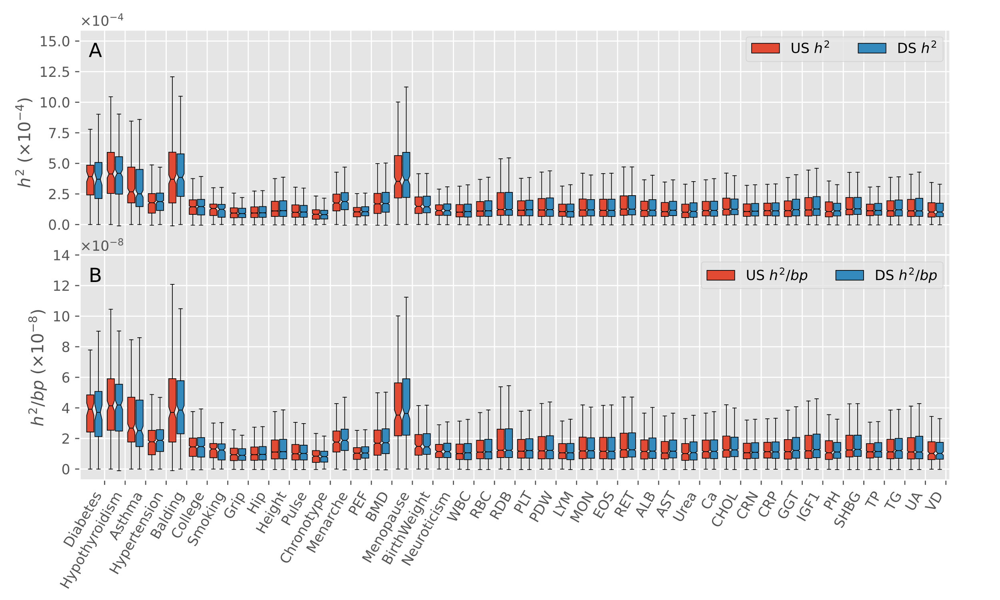 ×10⁻⁴
A
US h² DS h²
15.0
12.5
10.0
7.5
5.0
2.5
0.0
h² (×10⁻⁴)
×10⁻⁸
B
US h²/bp DS h²/bp
14
12
10
8
6
4
2
0
h²/bp (×10⁻⁸)
Diabetes
Hypothyroidism
Asthma
Hypertension
Balding
College
Smoking
Grip
Hip
Height
Pulse
Chronotype
Menarche
PEF
BMD
Menopause
BirthWeight
Neuroticism
WBC
RBC
RDB
PLT
PDW
LYM
MON
EOS
RET
ALB
AST
Urea
Ca
CHOL
CRN
CRP
GGT
IGF1
PH
SHBG
TP
TG
UA
VD